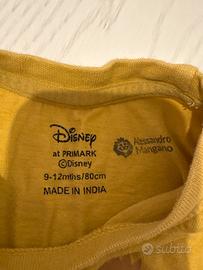 Disney
at PRIMARK
©Disney
9-12mths/80cm
MADE IN INDIA
Alessandro
Mangano
subito